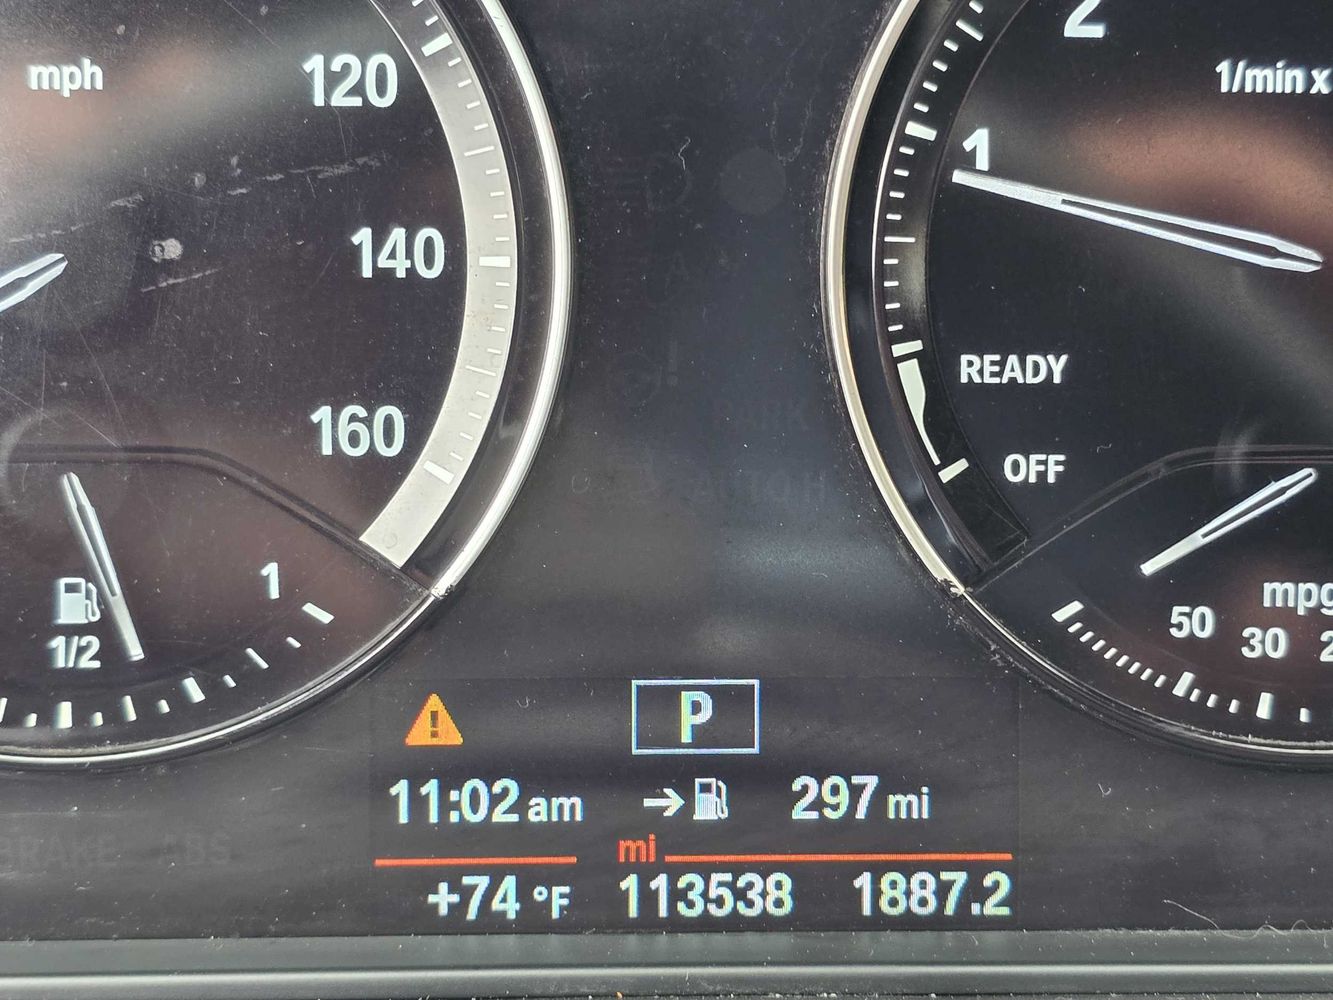 mph
120
140
160
1/2
1
2
1/min x
1
READY
OFF
mpg
50 30 2
P
11:02 am
297 mi
mi
+74 °F
113538
1887.2